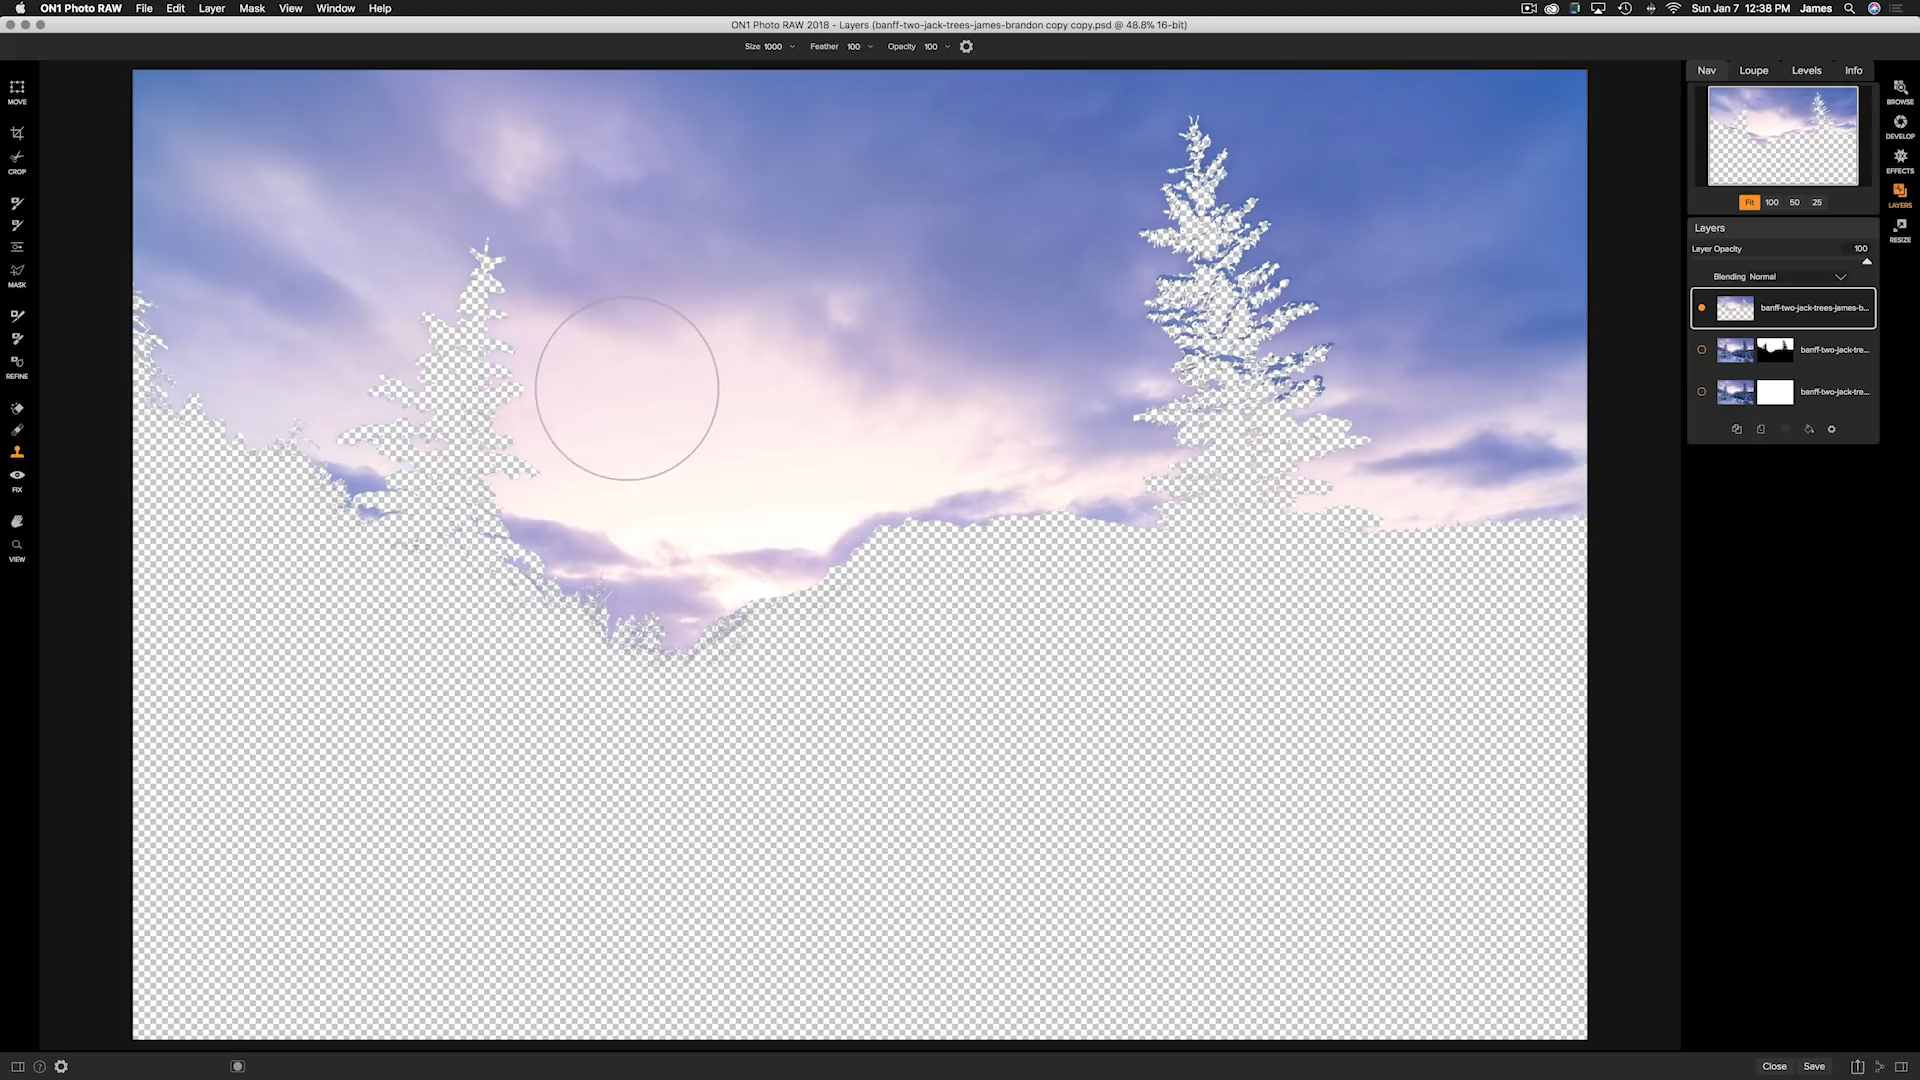 ON1 Photo RAW File Edit Layer Mask View Window Help
Sun Jan 7 12:38 PM James
ON1 Photo RAW 2018 - Layers (banff-two-jack-trees-james-brandon copy copy.psd @ 48.8% 16-bit)
Size 1000 Feather 100 Opacity 100
MOVE
CROP
MASK
REFINE
FIX
VIEW
Nav Loupe Levels Info
Fit 100 50 25
Layers
Layer Opacity 100
Blending Normal
banff-two-jack-trees-james-b...
banff-two-jack-tre...
banff-two-jack-tre...
BROWSE
DEVELOP
EFFECTS
LAYERS
RESIZE
?
Close Save